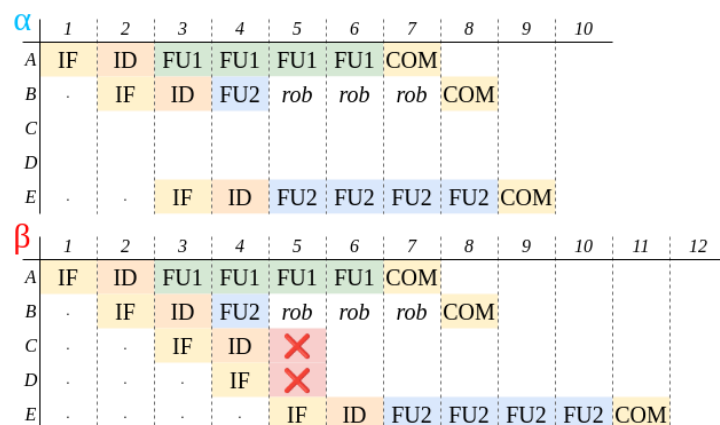 α 1 2 3 4 5 6 7 8 9 10
A IF ID FU1 FU1 FU1 FU1 COM
B . IF ID FU2 rob rob rob COM
C
D
E . . IF ID FU2 FU2 FU2 FU2 COM
β 1 2 3 4 5 6 7 8 9 10 11 12
A IF ID FU1 FU1 FU1 FU1 COM
B . IF ID FU2 rob rob rob COM
C . . IF ID ❌
D . . . IF ❌
E . . . . IF ID FU2 FU2 FU2 FU2 COM